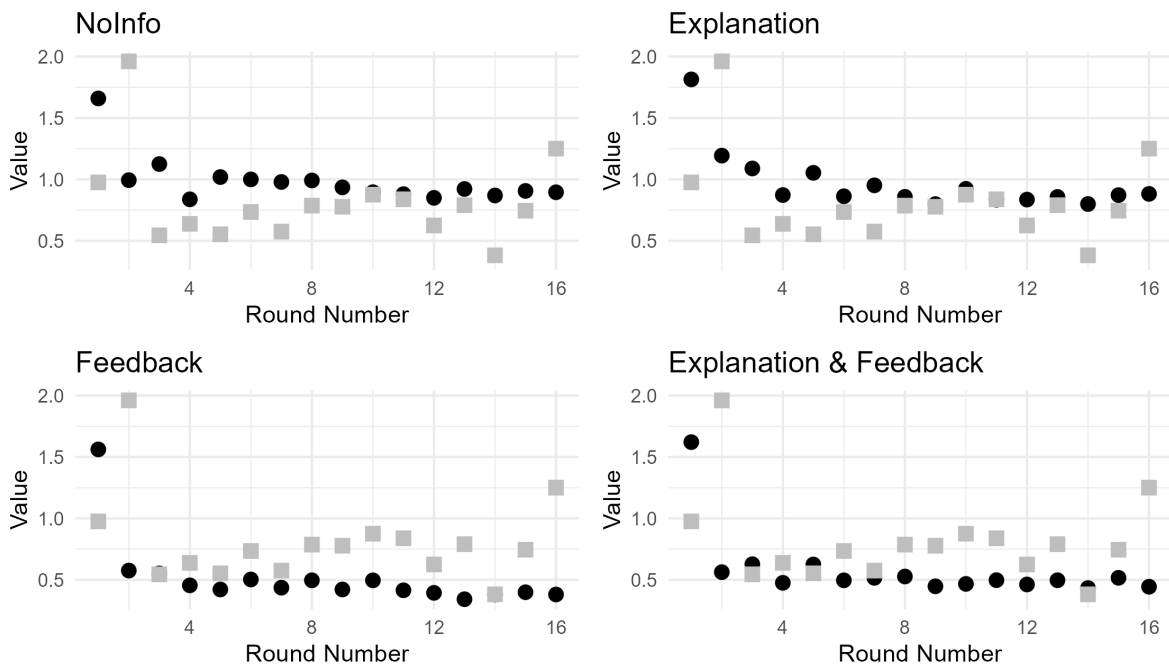 NoInfo
2.0
1.5
1.0
0.5
Value
4 8 12 16
Round Number
Explanation
2.0
1.5
1.0
0.5
Value
4 8 12 16
Round Number
Feedback
2.0
1.5
1.0
0.5
Value
4 8 12 16
Round Number
Explanation & Feedback
2.0
1.5
1.0
0.5
Value
4 8 12 16
Round Number